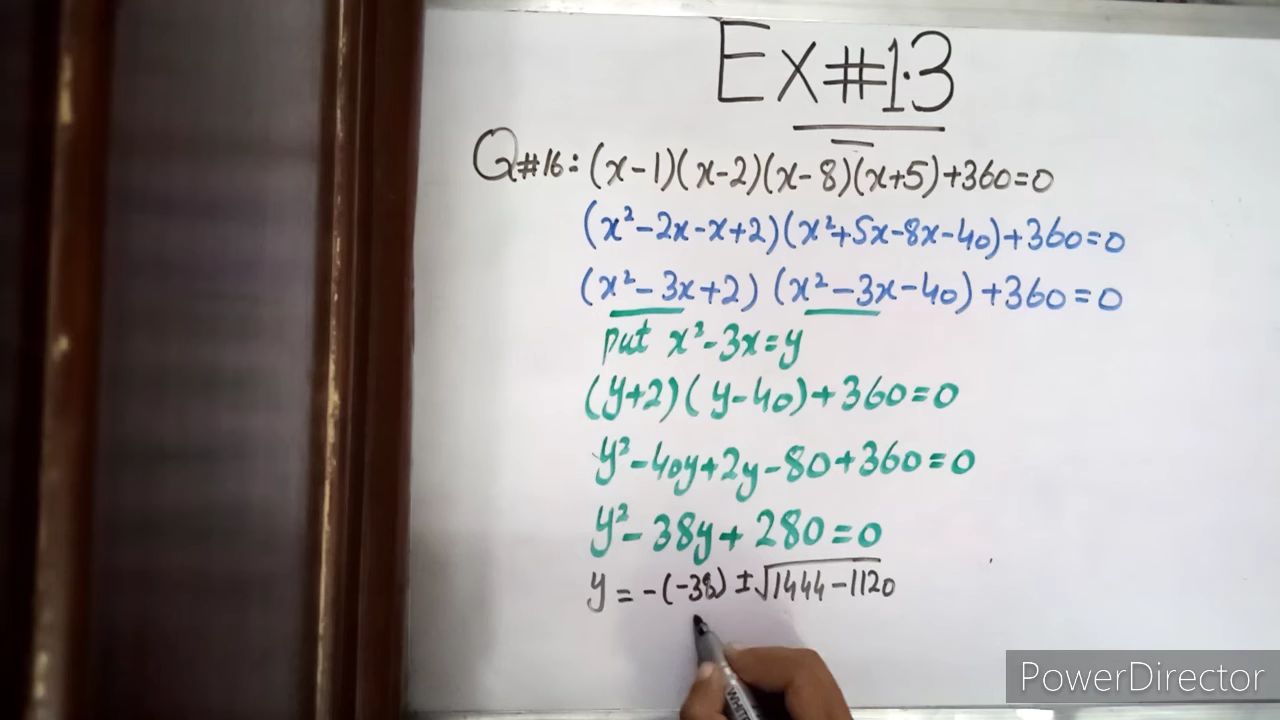 Ex#1.3
Q#16: (x-1)(x-2)(x-8)(x+5)+360=0
(x²-2x-x+2)(x²+5x-8x-40)+360=0
(x²-3x+2) (x²-3x-40)+360=0
put x²-3x=y
(y+2)(y-40)+360=0
y²-40y+2y-80+360=0
y²-38y+280=0
y = -(-38) ± √1444-1120
PowerDirector